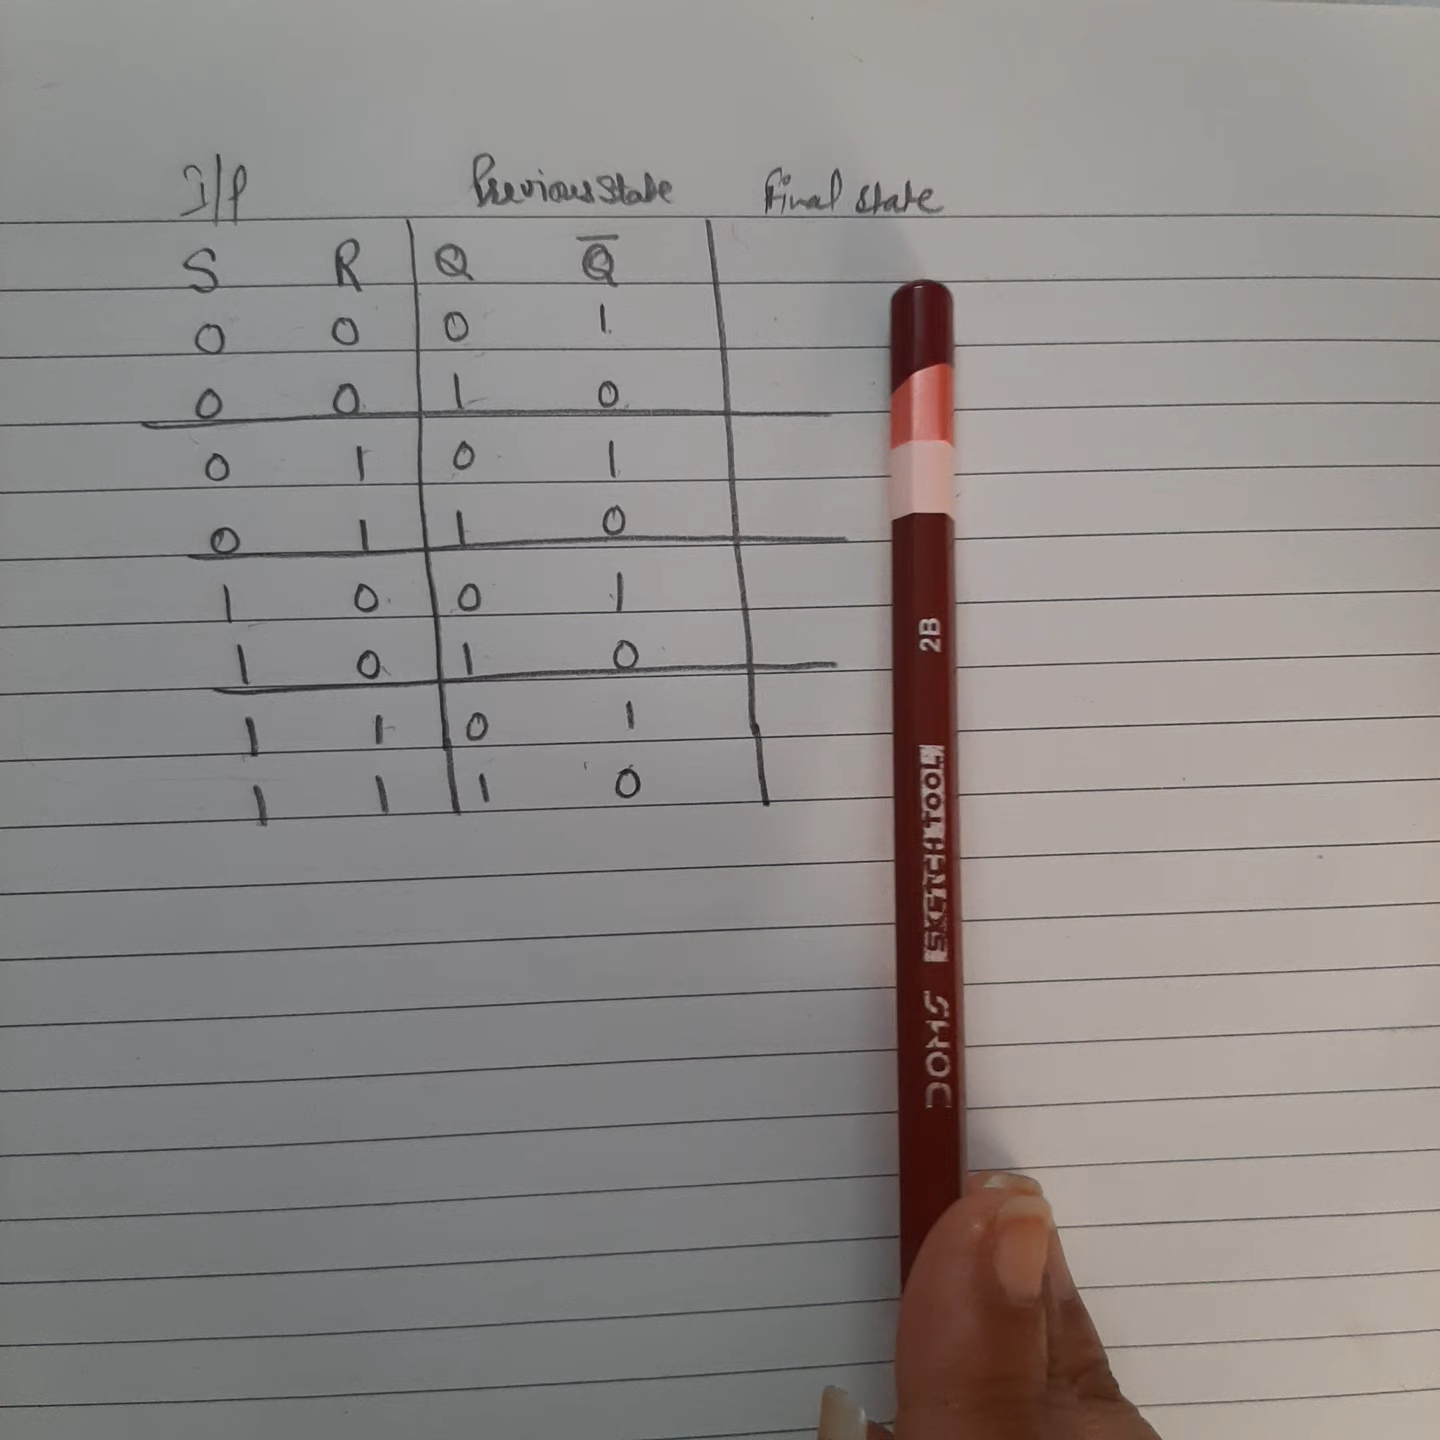 I/P Previous State Final State
S R Q Q̅
0 0 0 1
0 0 1 0
0 1 0 1
0 1 1 0
1 0 0 1
1 0 1 0
1 1 0 1
1 1 1 0
DOMS SKETCHING TOOL 2B